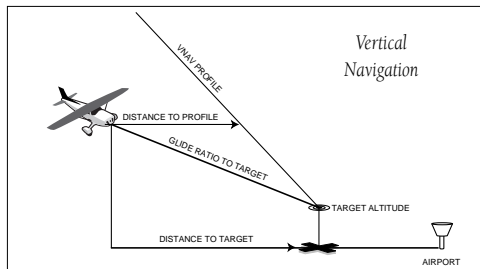 Vertical
Navigation
VNAV PROFILE
DISTANCE TO PROFILE
GLIDE RATIO TO TARGET
TARGET ALTITUDE
DISTANCE TO TARGET
AIRPORT